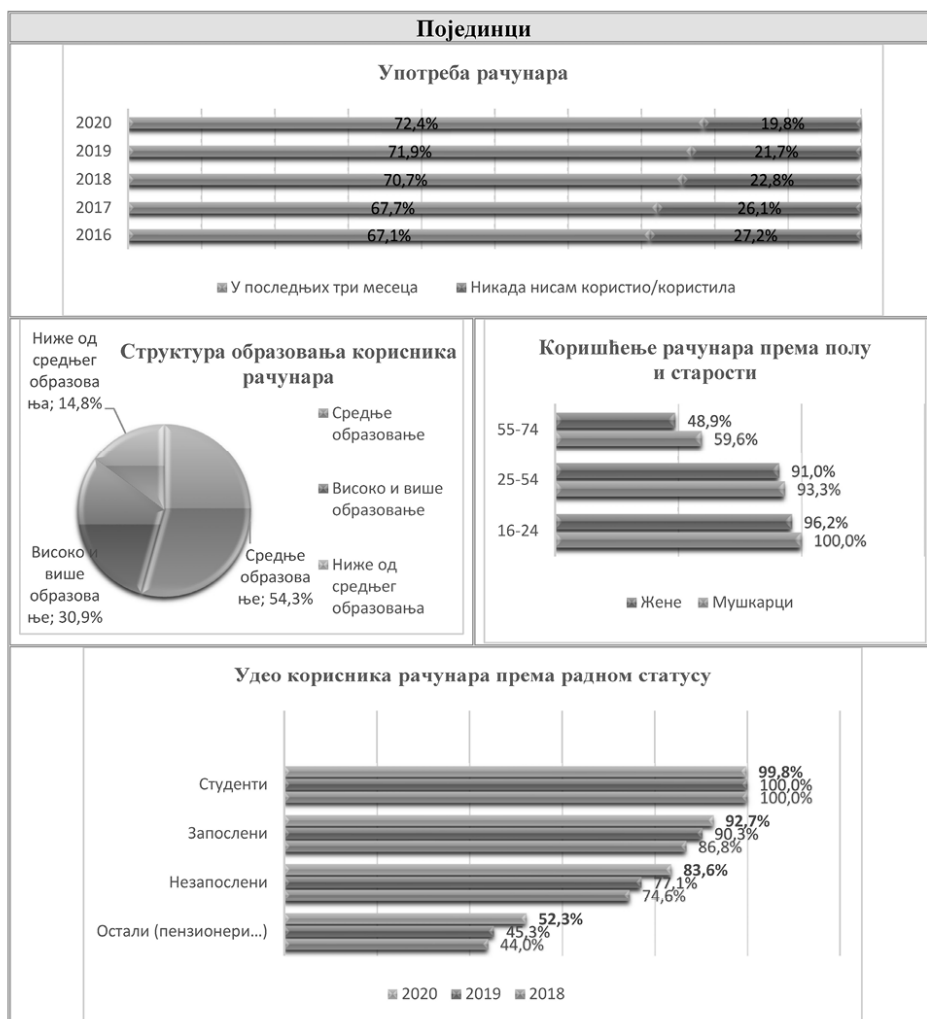 Појединци
Употреба рачунара
2020 72,4% 19,8%
2019 71,9% 21,7%
2018 70,7% 22,8%
2017 67,7% 26,1%
2016 67,1% 27,2%
У последњих три месеца Никада нисам користио/користила
Структура образовања корисника
рачунара
Ниже од
средњег
образова
ња; 14,8%
Високо и
више
образова
ње; 30,9%
Средње
образова
ње; 54,3%
Средње
образовање
Високо и више
образовање
Ниже од
средњег
образовања
Коришћење рачунара према полу
и старости
55-74 48,9%
59,6%
25-54 91,0%
93,3%
16-24 96,2%
100,0%
Жене Мушкарци
Удео корисника рачунара према радном статусу
Студенти 99,8%
100,0%
100,0%
Запослени 92,7%
90,3%
86,8%
Незапослени 83,6%
77,1%
74,6%
Остали (пензионери...) 52,3%
45,3%
44,0%
2020 2019 2018